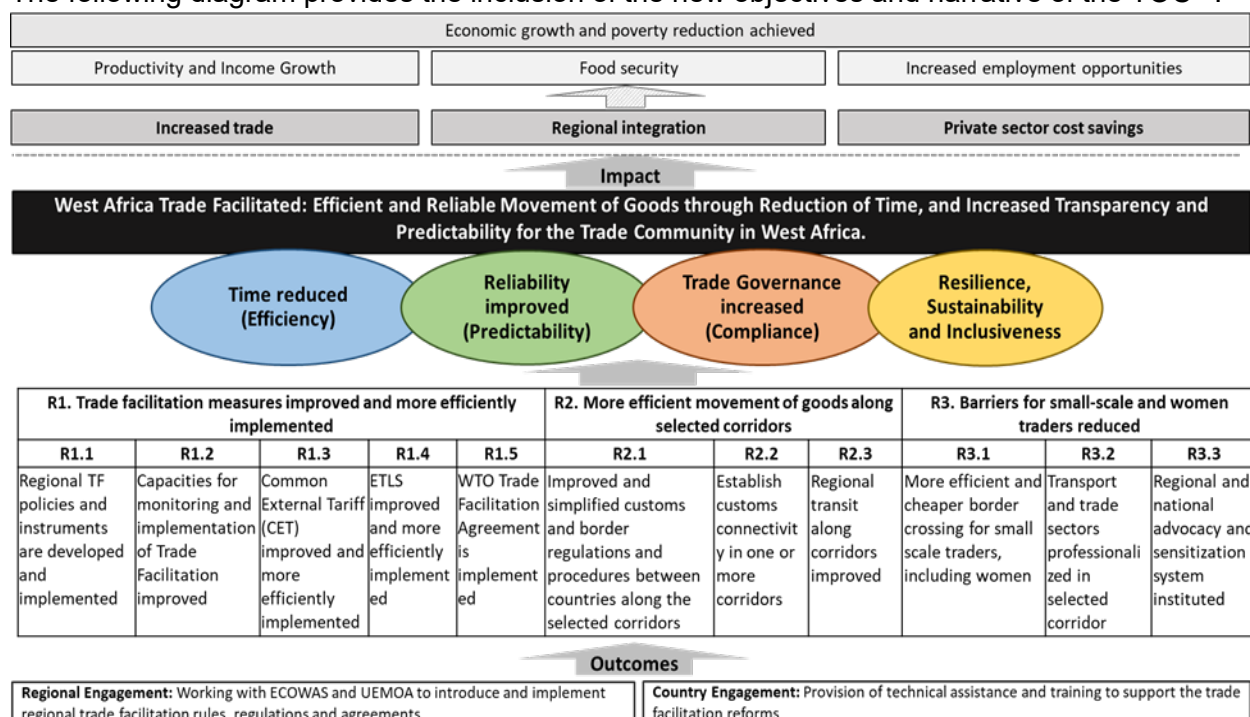 The following diagram provides the inclusion of the new objectives and narrative of the
Economic growth and poverty reduction achieved
Productivity and Income Growth
Food security
Increased employment opportunities
Increased trade
Regional integration
Private sector cost savings
Impact
West Africa Trade Facilitated: Efficient and Reliable Movement of Goods through Reduction of Time, and Increased Transparency and
Predictability for the Trade Community in West Africa.
Time reduced
(Efficiency)
Reliability
improved
(Predictability)
Trade Governance
increased
(Compliance)
Resilience,
Sustainability
and Inclusiveness
R1. Trade facilitation measures improved and more efficiently
implemented
R2. More efficient movement of goods along
selected corridors
R3. Barriers for small-scale and women
traders reduced
R1.1
R1.2
R1.3
R1.4
R1.5
R2.1
R2.2
R2.3
R3.1
R3.2
R3.3
Regional TF
policies and
instruments
are developed
and
implemented
Capacities for
monitoring and
implementation
of Trade
Facilitation
improved
Common
External Tariff
(CET)
improved and
more
efficiently
implemented
ETLS
improved
and more
efficiently
implement
ed
WTO Trade
Facilitation
Agreement
is
implement
ed
Improved and
simplified customs
and border
regulations and
procedures between
countries along the
selected corridors
Establish
customs
connectivit
y in one or
more
corridors
Regional
transit
along
corridors
improved
More efficient and
cheaper border
crossing for small
scale traders,
including women
Transport
and trade
sectors
professionali
zed in
selected
corridor
Regional and
national
advocacy and
sensitization
system
instituted
Outcomes
Regional Engagement: Working with ECOWAS and UEMOA to introduce and implement
regional trade facilitation rules, regulations and agreements
Country Engagement: Provision of technical assistance and training to support the trade
facilitation reforms